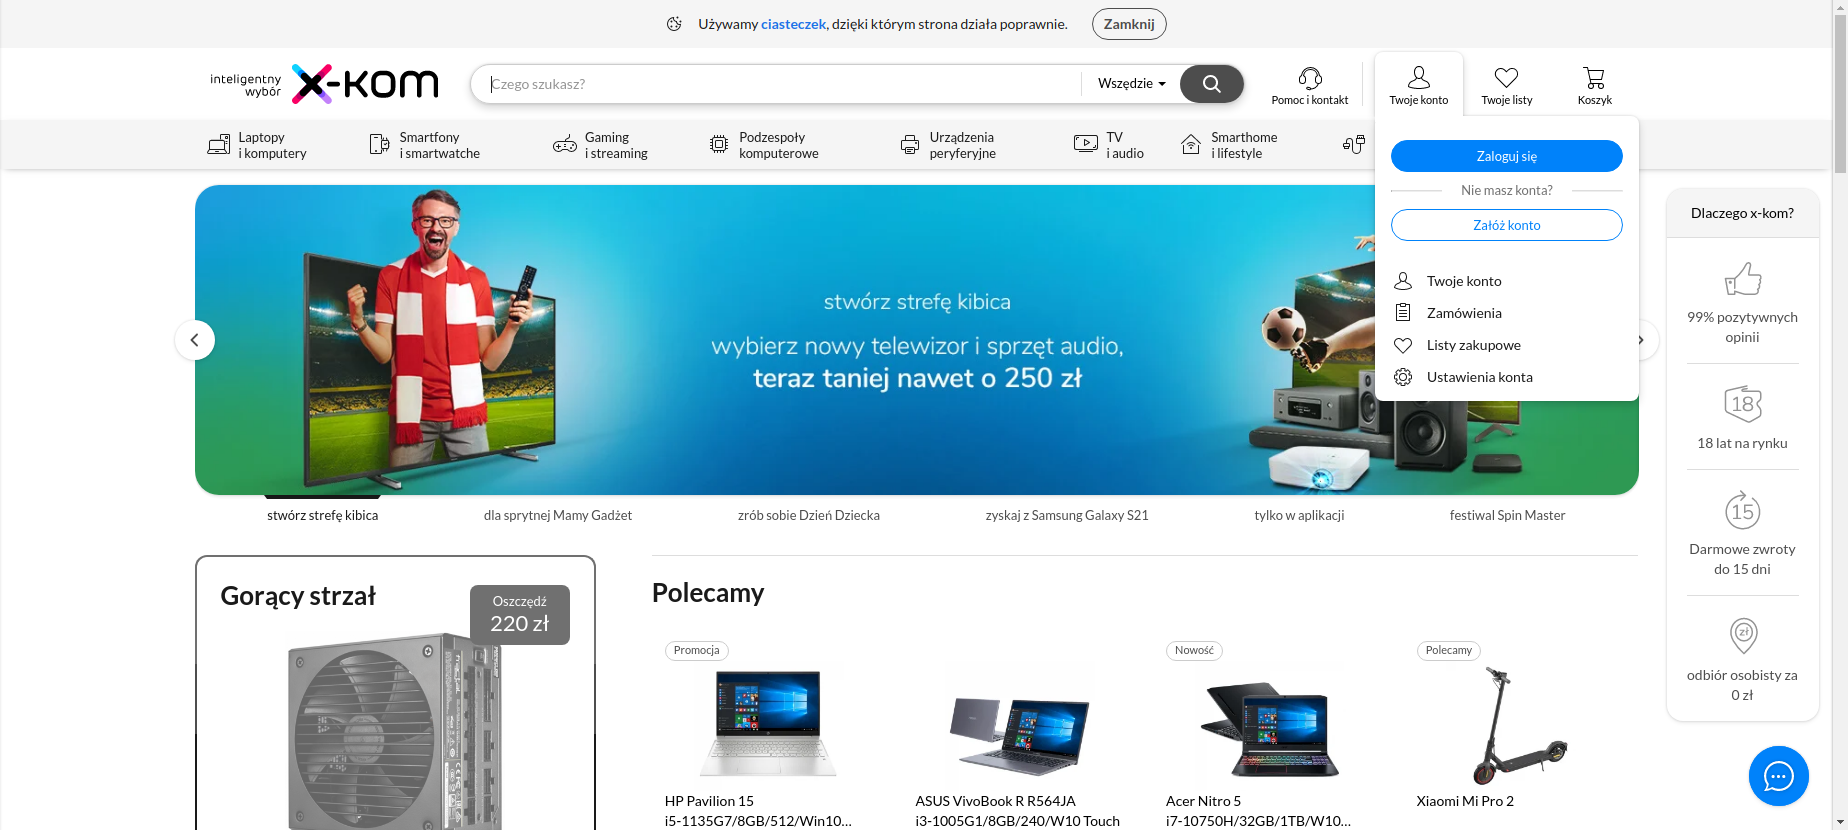 Używamy ciasteczek, dzięki którym strona działa poprawnie.
Zamknij
inteligentny
wybór
x-kom
Czego szukasz?
Wszędzie
Pomoc i kontakt
Twoje konto
Twoje listy
Koszyk
Laptopy
i komputery
Smartfony
i smartwatche
Gaming
i streaming
Podzespoły
komputerowe
Urządzenia
peryferyjne
TV
i audio
Smarthome
i lifestyle
Zaloguj się
Nie masz konta?
Załóż konto
Twoje konto
Zamówienia
Listy zakupowe
Ustawienia konta
stwórz strefę kibica
wybierz nowy telewizor i sprzęt audio,
teraz taniej nawet o 250 zł
stwórz strefę kibica
dla sprytnej Mamy Gadżet
zrób sobie Dzień Dziecka
zyskaj z Samsung Galaxy S21
tylko w aplikacji
festiwal Spin Master
Dlaczego x-kom?
99% pozytywnych
opinii
18
18 lat na rynku
15
Darmowe zwroty
do 15 dni
zł
odbiór osobisty za
0 zł
Gorący strzał
Oszczędź
220 zł
Polecamy
Promocja
HP Pavilion 15
i5-1135G7/8GB/512/Win10...
ASUS VivoBook R R564JA
i3-1005G1/8GB/240/W10 Touch
Nowość
Acer Nitro 5
i7-10750H/32GB/1TB/W10...
Polecamy
Xiaomi Mi Pro 2